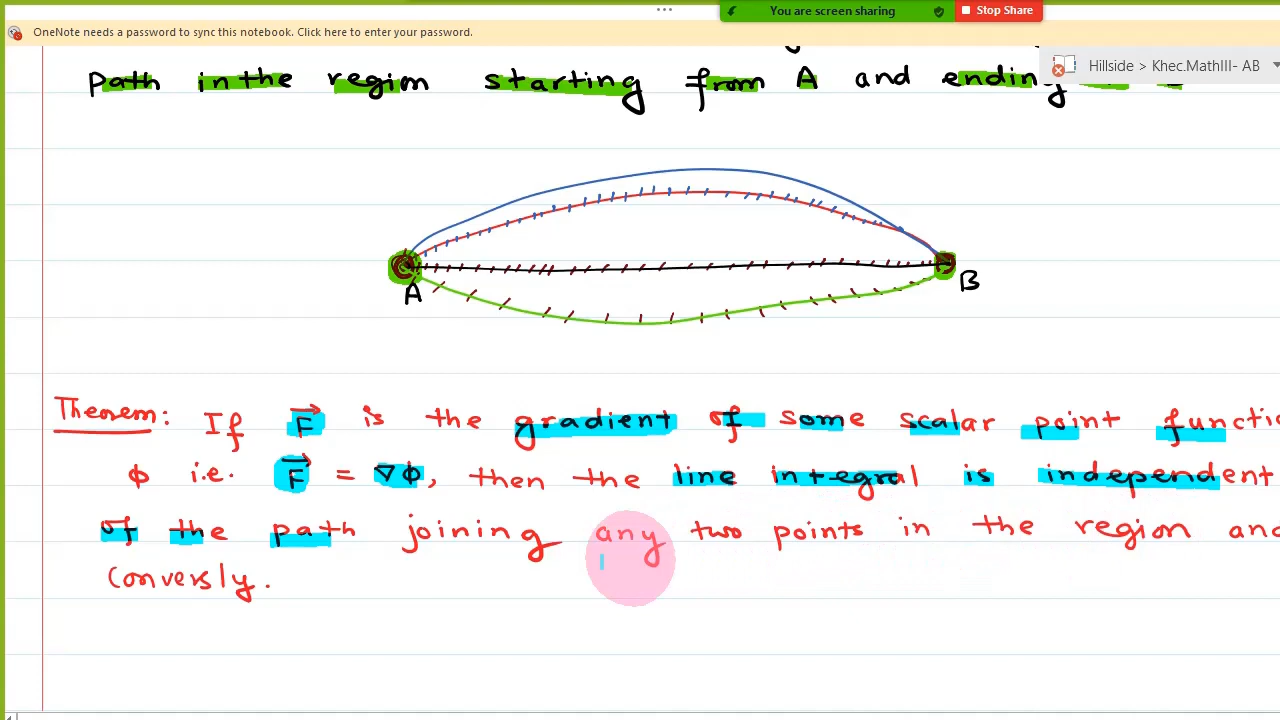 You are screen sharing
Stop Share
OneNote needs a password to sync this notebook. Click here to enter your password.
Hillside > Khec.MathIII- AB
Path in the region starting from A and ending
A
B
Theorem: If F⃗ is the gradient of some scalar point functio
ϕ i.e. F⃗ = ∇ϕ, then the line integral is independent
of the path joining any two points in the region and
Conversly.